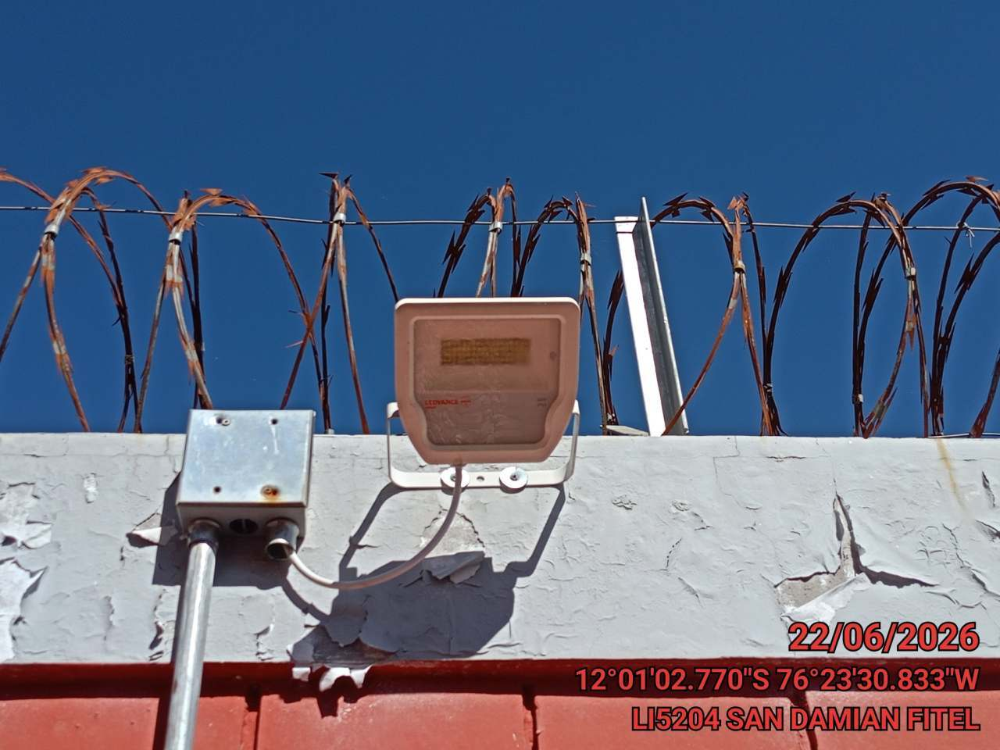 LEDVANCE
22/06/2026
12°01'02.770"S 76°23'30.833"W
LI5204 SAN DAMIAN FITEL